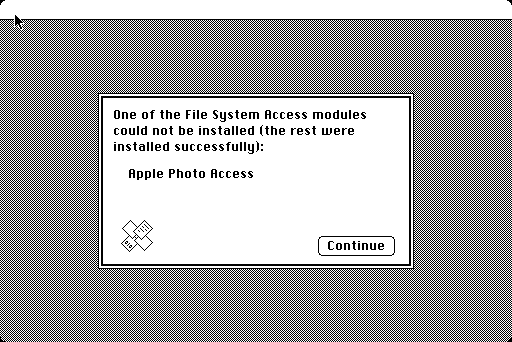 One of the File System Access modules
could not be installed (the rest were
installed successfully):
Apple Photo Access
Continue